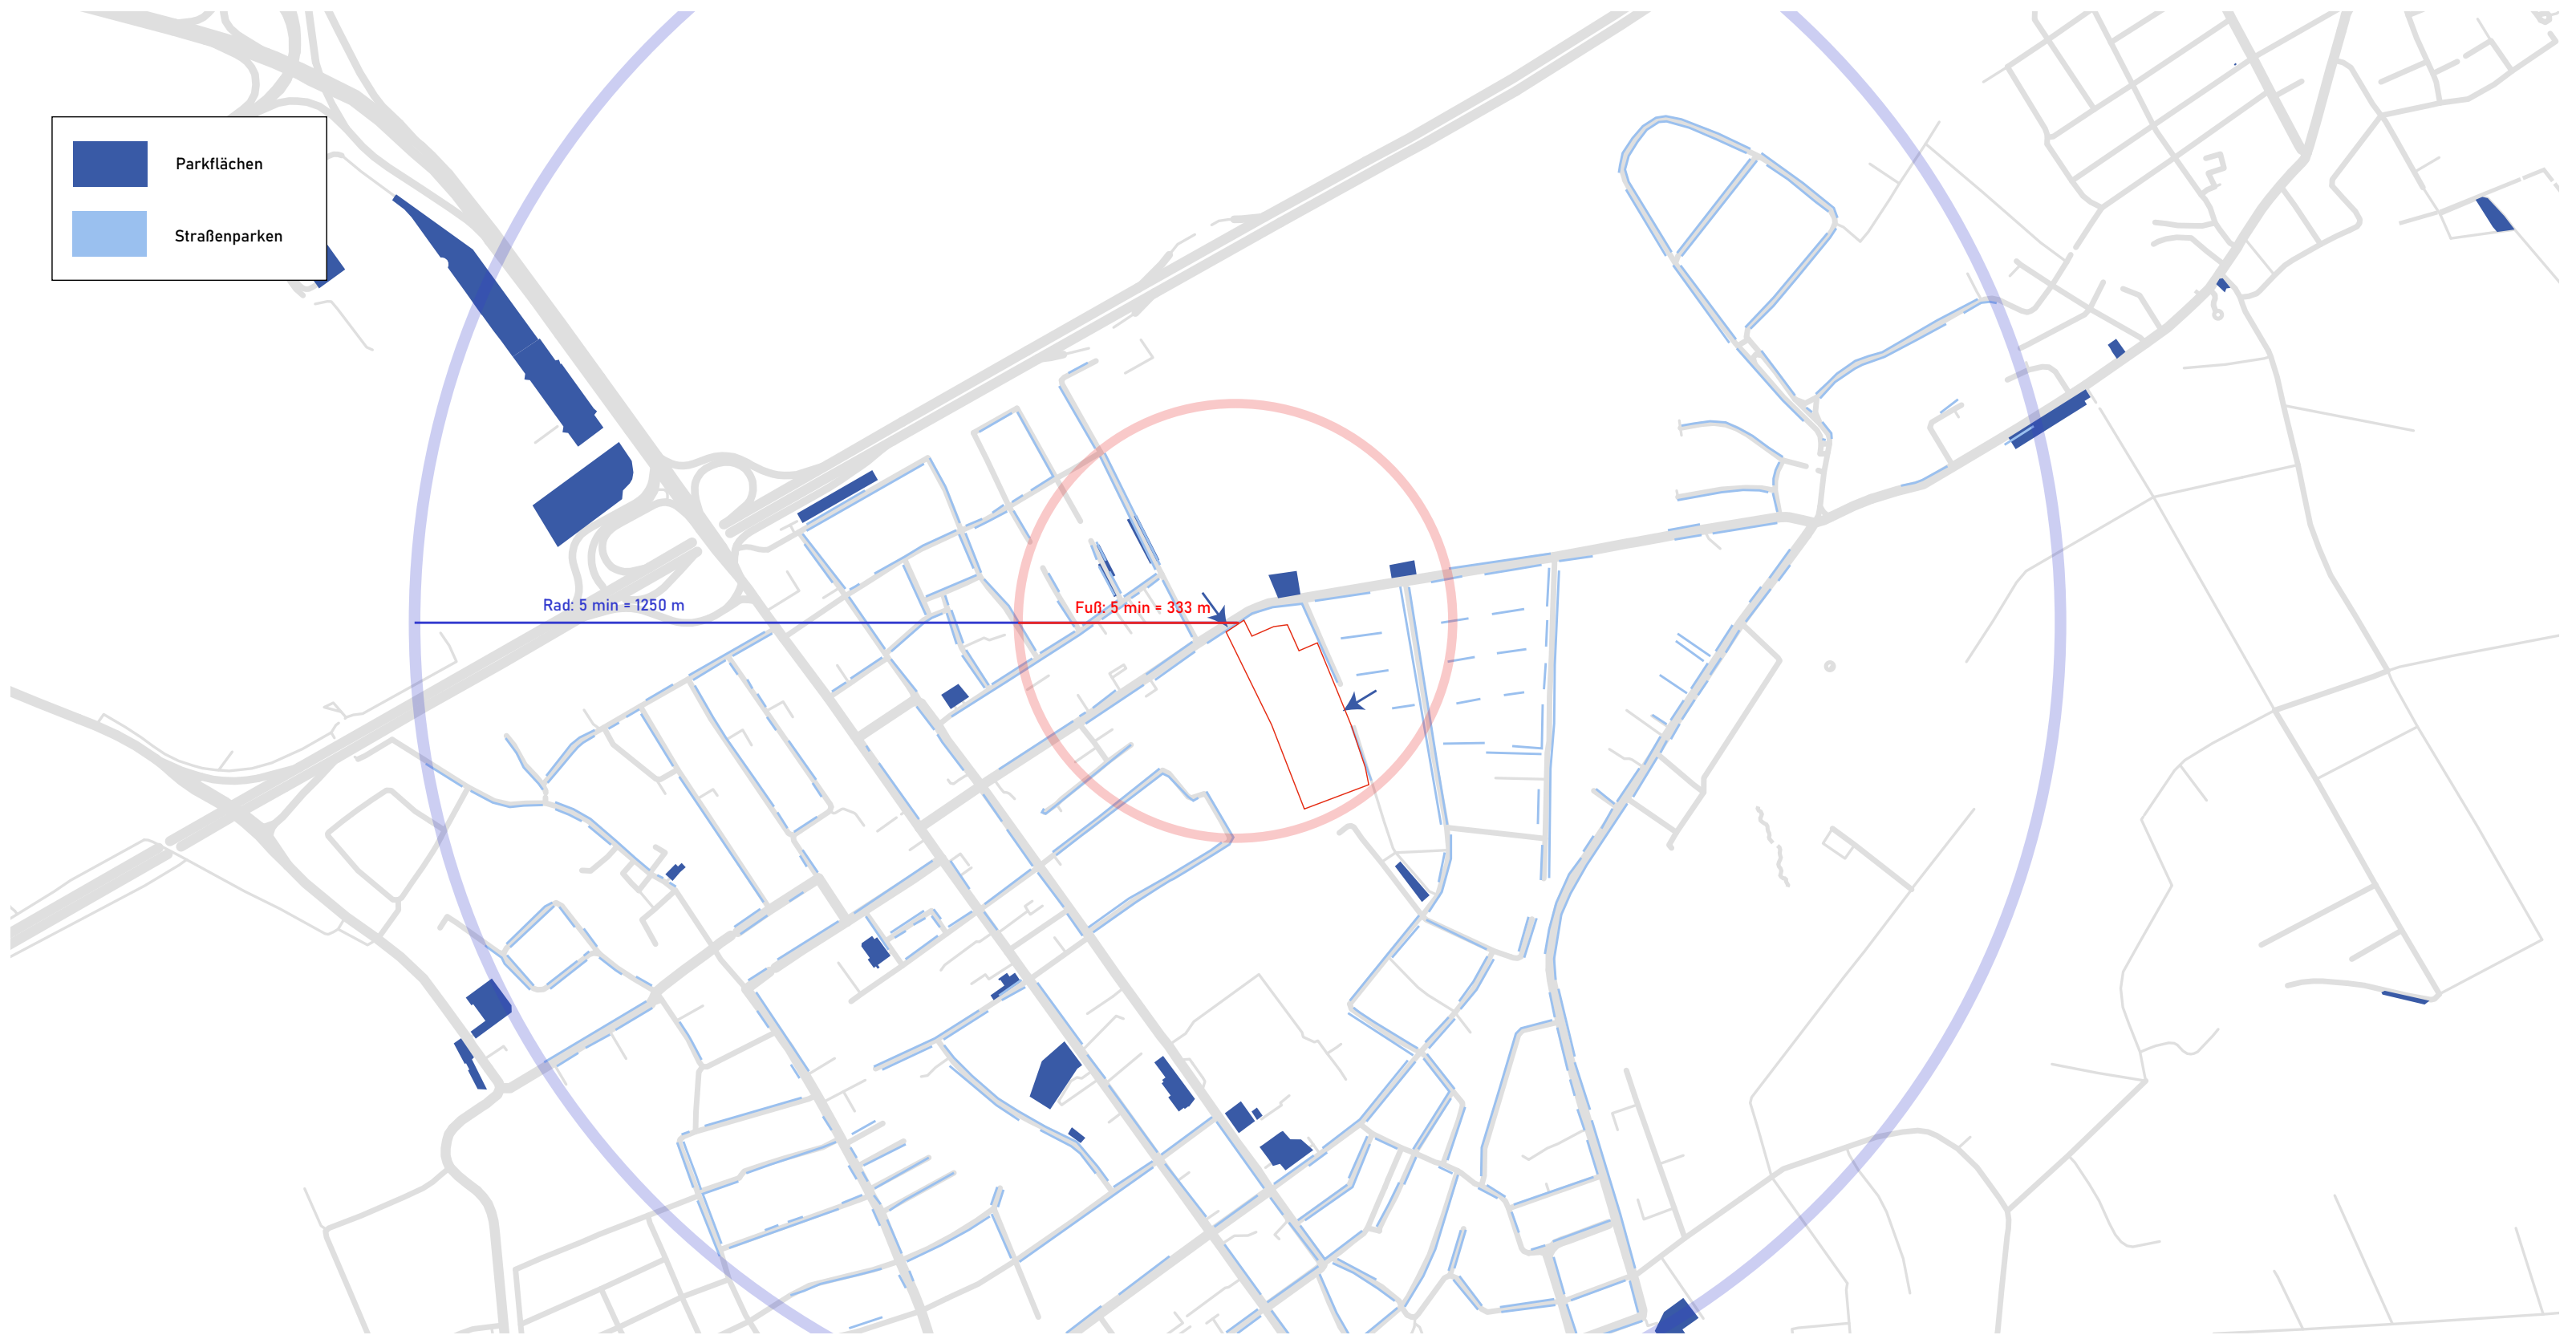 Parkflächen
Straßenparken
Rad: 5 min = 1250 m
Fuß: 5 min = 333 m